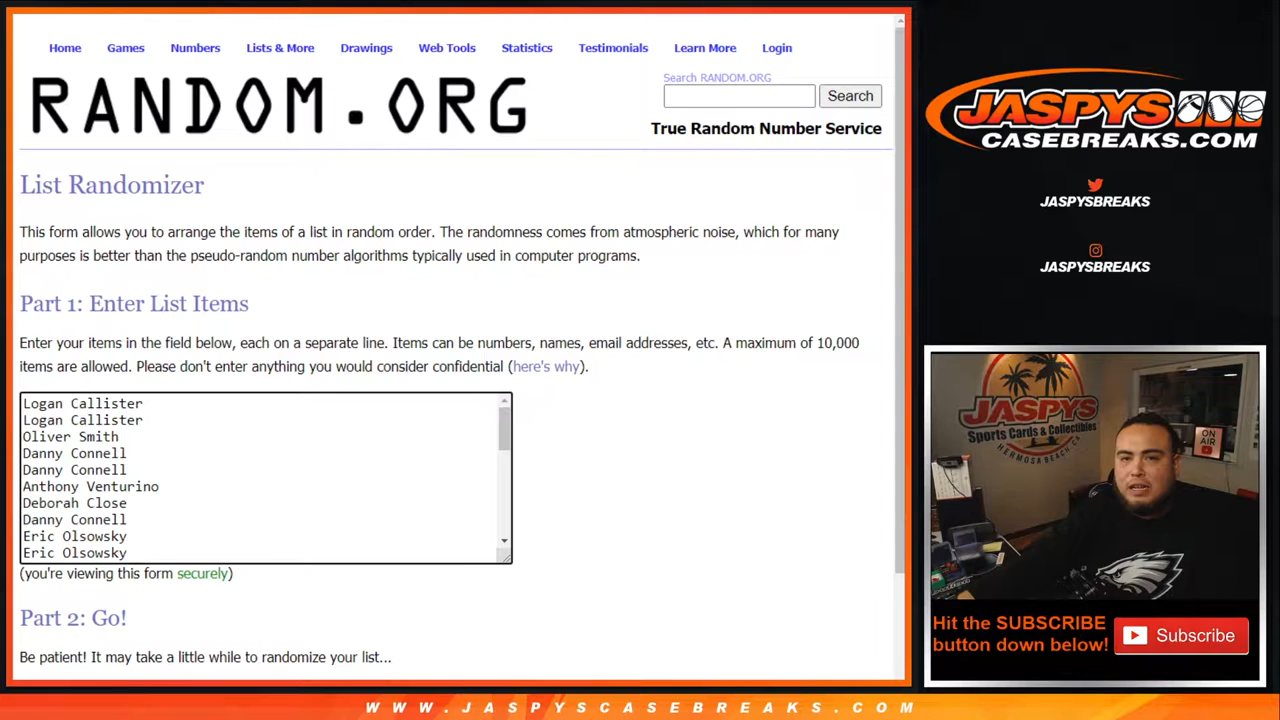 Home Games Numbers Lists & More Drawings Web Tools Statistics Testimonials Learn More Login
RANDOM.ORG
Search RANDOM.ORG
Search
True Random Number Service
List Randomizer
This form allows you to arrange the items of a list in random order. The randomness comes from atmospheric noise, which for many
purposes is better than the pseudo-random number algorithms typically used in computer programs.
Part 1: Enter List Items
Enter your items in the field below, each on a separate line. Items can be numbers, names, email addresses, etc. A maximum of 10,000
items are allowed. Please don't enter anything you would consider confidential (here's why).
Logan Callister
Logan Callister
Oliver Smith
Danny Connell
Danny Connell
Anthony Venturino
Deborah Close
Danny Connell
Eric Olsowsky
Eric Olsowsky
(you're viewing this form securely)
Part 2: Go!
Be patient! It may take a little while to randomize your list...
JASPYS
CASEBREAKS.COM
JASPYSBREAKS
JASPYSBREAKS
JASPYS
Sports Cards & Collectibles
HERMOSA BEACH, CA
ON
AIR
EAGLES
Hit the SUBSCRIBE
button down below!
Subscribe
WWW.JASPYSCASEBREAKS.COM